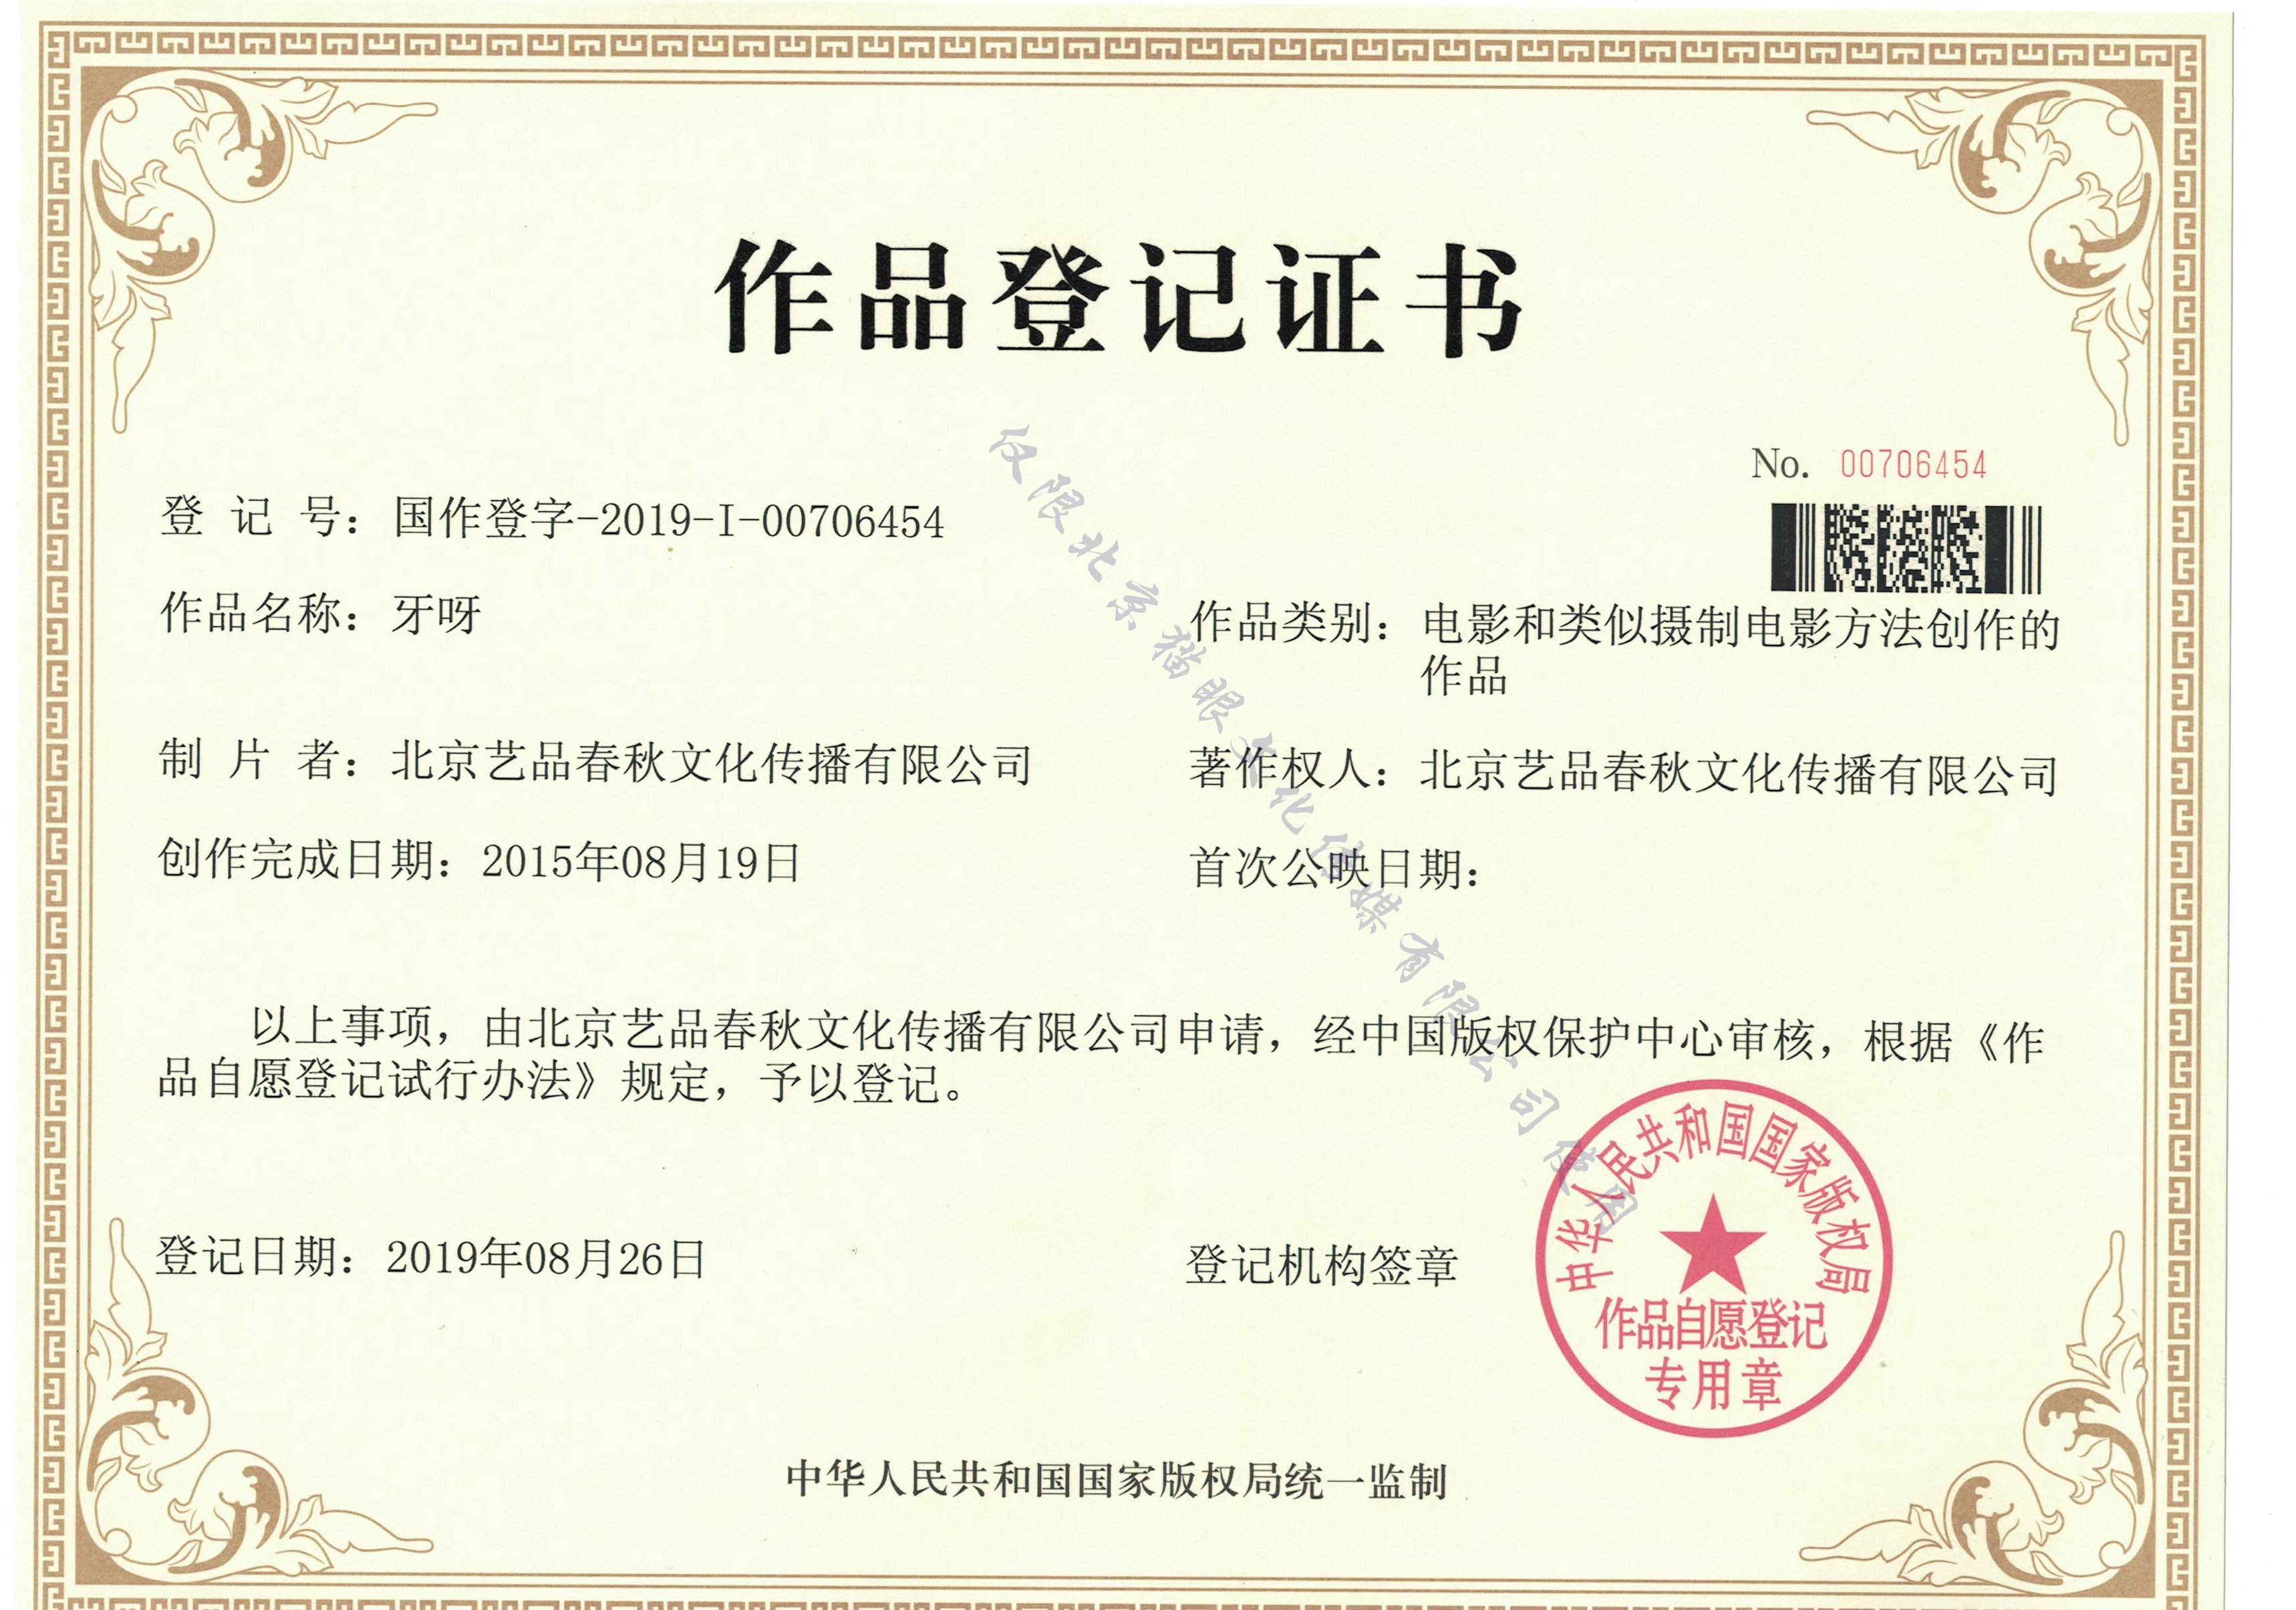 作品登记证书
No. 00706454
登 记 号：国作登字-2019-I-00706454
作品名称：牙呀
作品类别：电影和类似摄制电影方法创作的
作品
制 片 者：北京艺品春秋文化传播有限公司
著作权人：北京艺品春秋文化传播有限公司
创作完成日期：2015年08月19日
首次公映日期：
以上事项，由北京艺品春秋文化传播有限公司申请，经中国版权保护中心审核，根据《作
品自愿登记试行办法》规定，予以登记。
登记日期：2019年08月26日
登记机构签章
中华人民共和国国家版权局
作品自愿登记
专用章
中华人民共和国国家版权局统一监制
仅限北京猫眼文化传媒有限公司使用